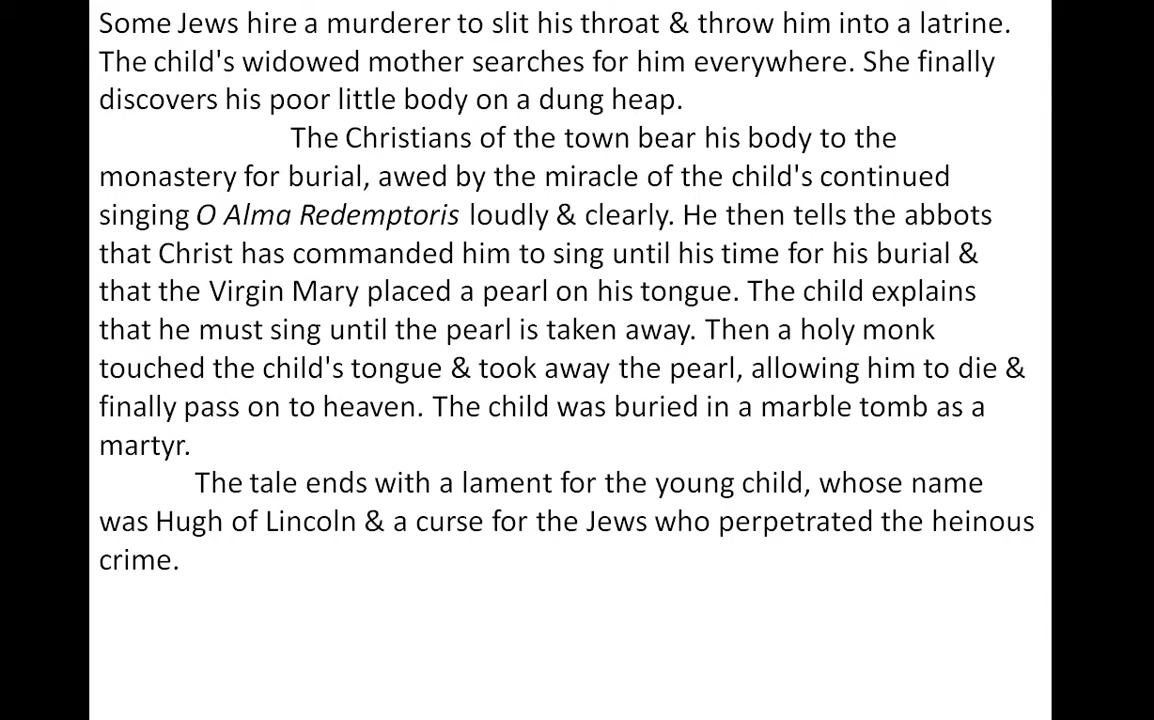 Some Jews hire a murderer to slit his throat & throw him into a latrine.
The child's widowed mother searches for him everywhere. She finally
discovers his poor little body on a dung heap.
The Christians of the town bear his body to the
monastery for burial, awed by the miracle of the child's continued
singing O Alma Redemptoris loudly & clearly. He then tells the abbots
that Christ has commanded him to sing until his time for his burial &
that the Virgin Mary placed a pearl on his tongue. The child explains
that he must sing until the pearl is taken away. Then a holy monk
touched the child's tongue & took away the pearl, allowing him to die &
finally pass on to heaven. The child was buried in a marble tomb as a
martyr.
The tale ends with a lament for the young child, whose name
was Hugh of Lincoln & a curse for the Jews who perpetrated the heinous
crime.